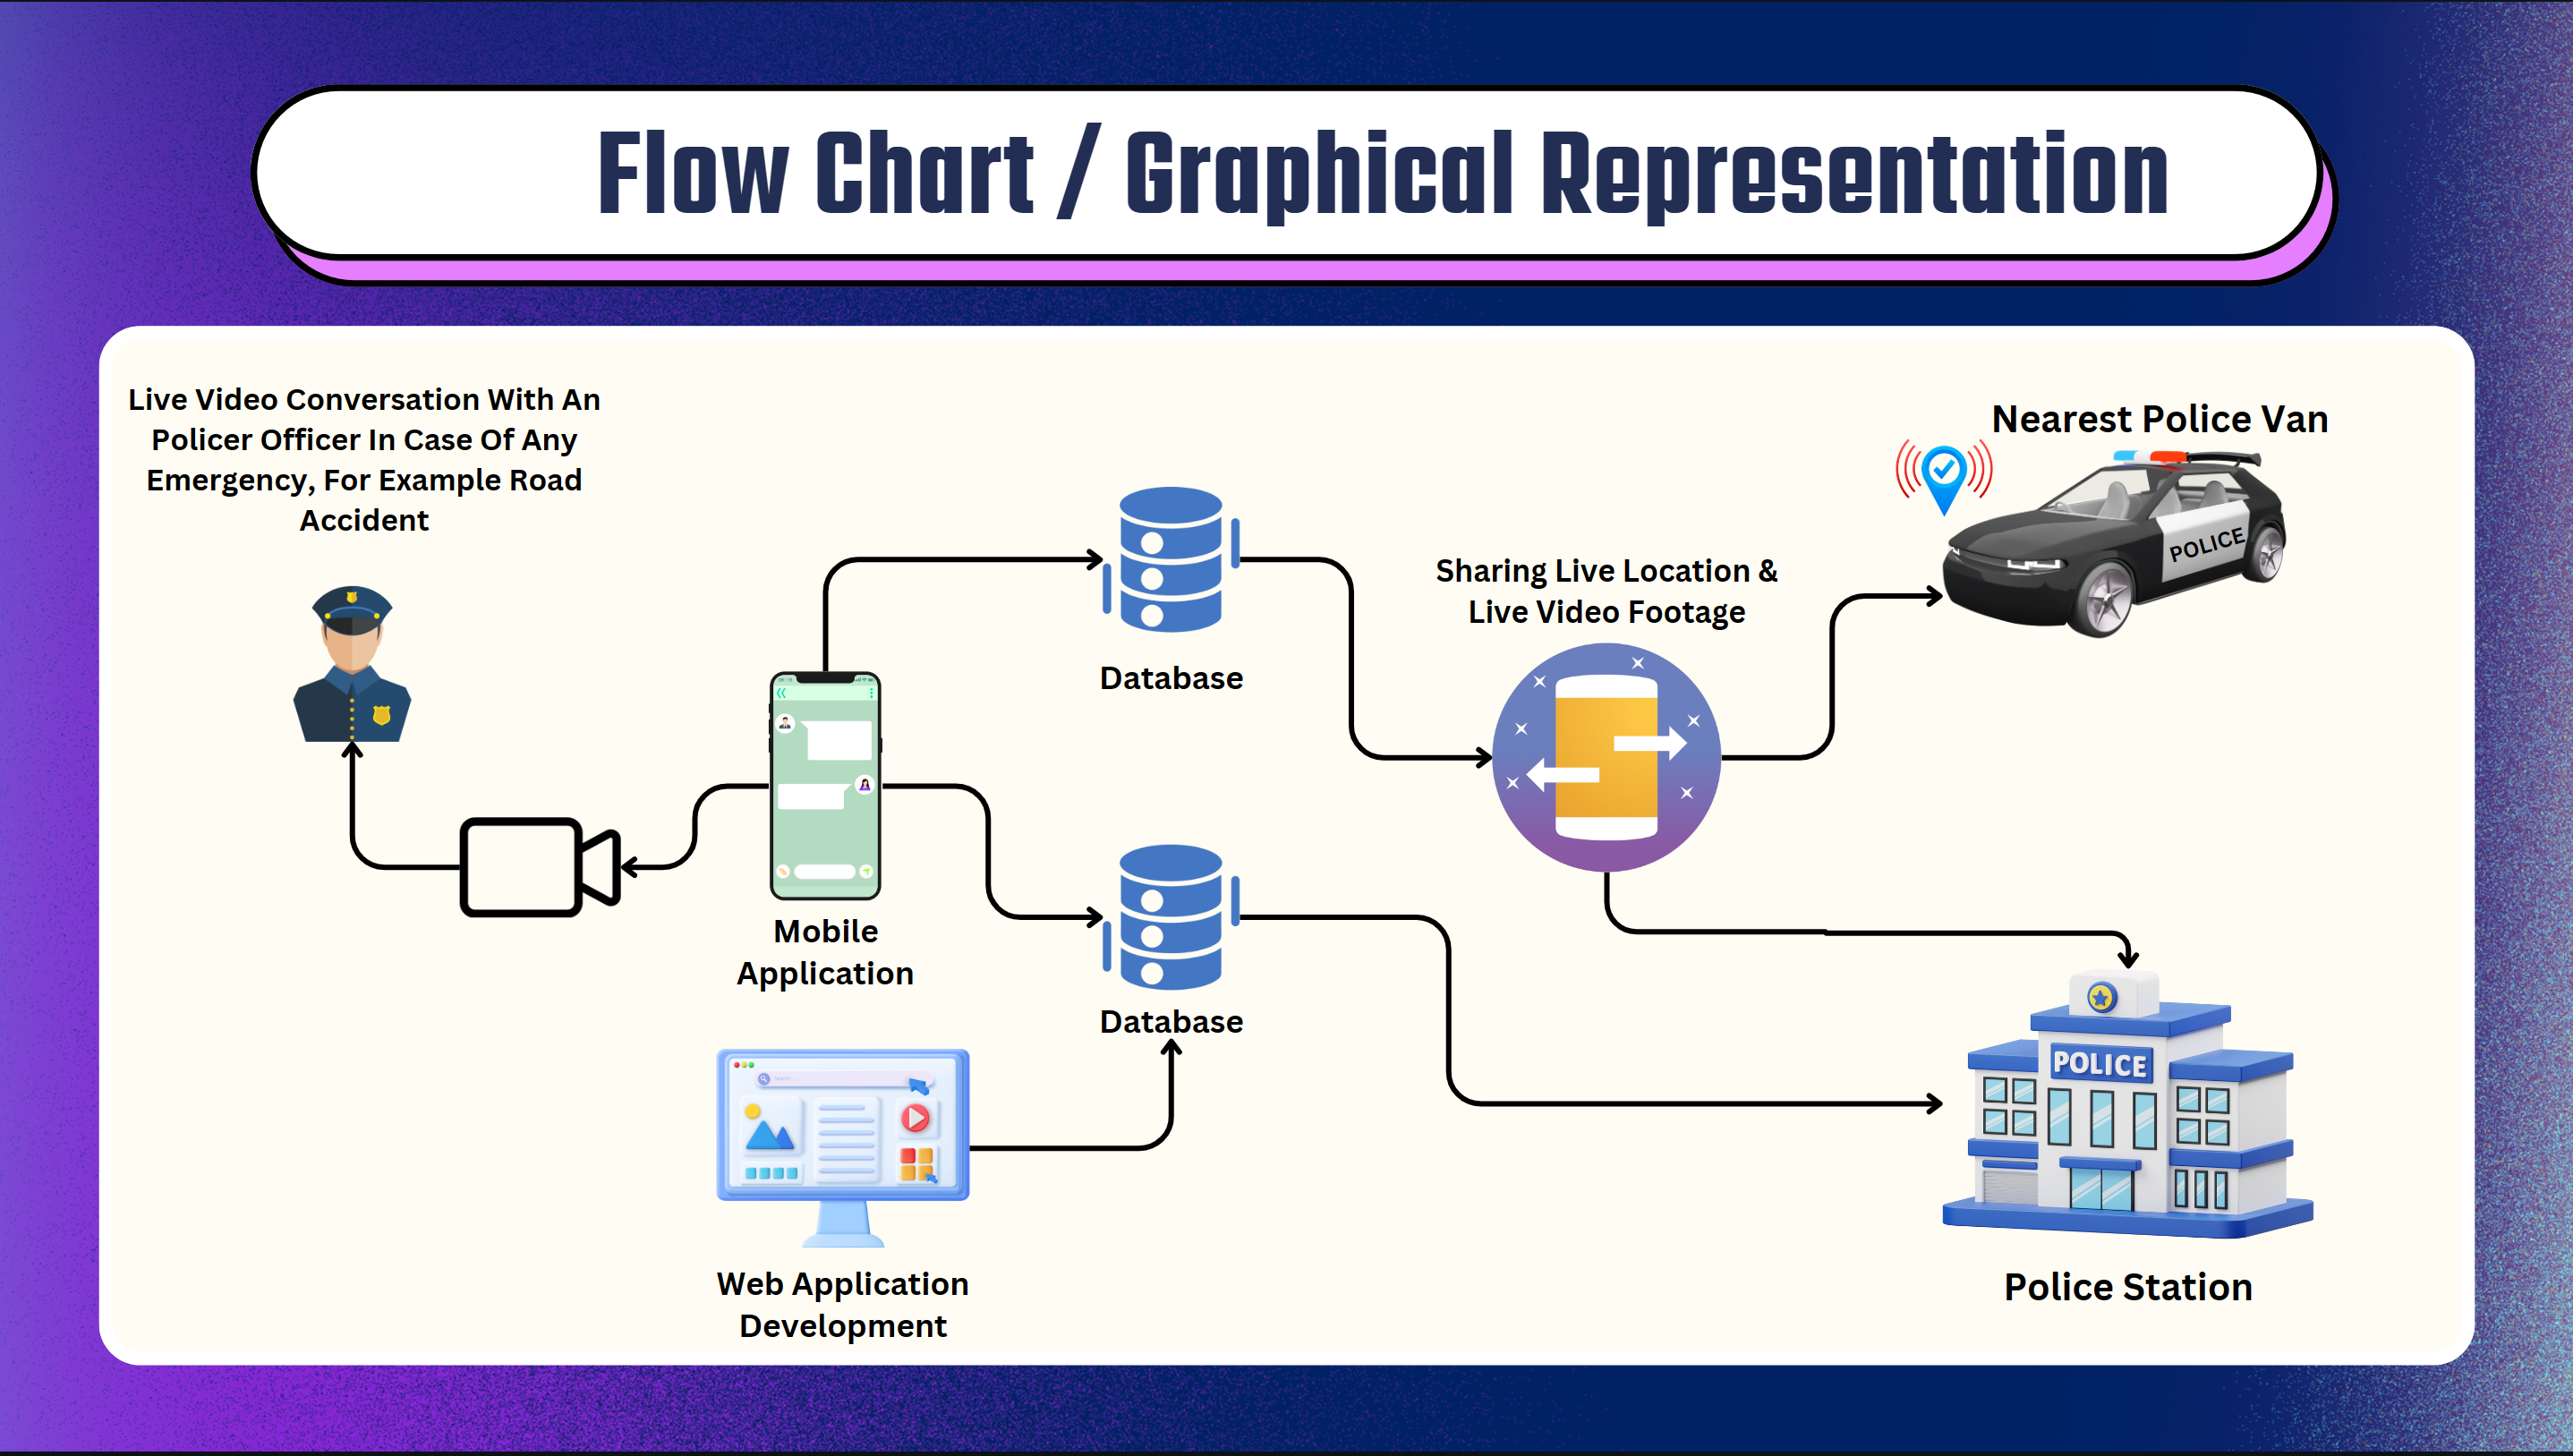 Flow Chart / Graphical Representation
Live Video Conversation With An
Policer Officer In Case Of Any
Emergency, For Example Road
Accident
Nearest Police Van
POLICE
Sharing Live Location &
Live Video Footage
Database
Mobile
Application
Database
POLICE
Web Application
Development
Police Station